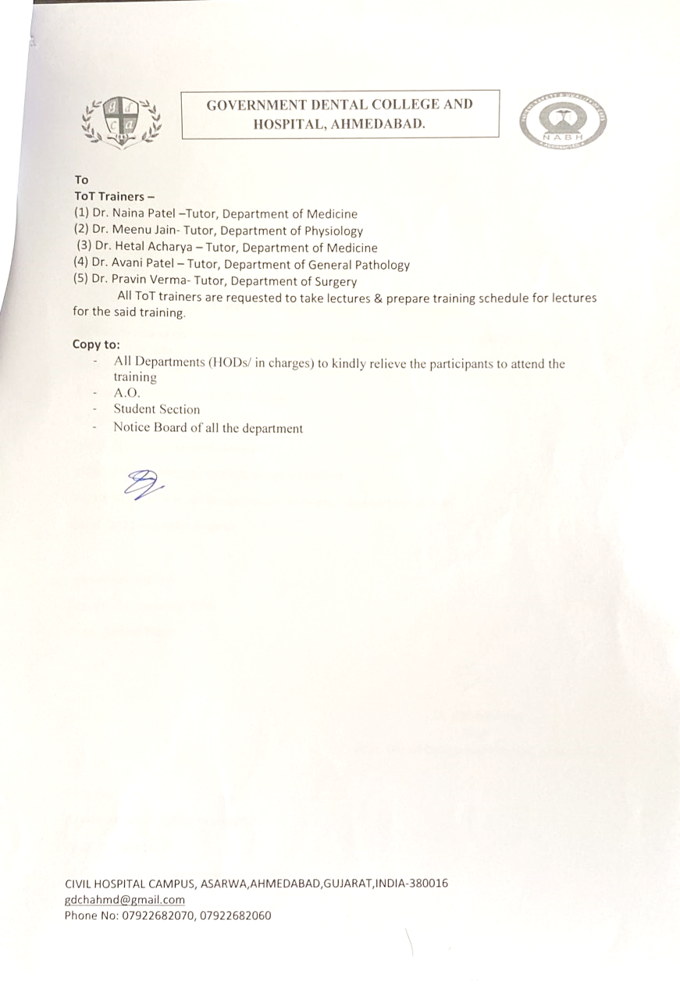 g d
c a
GOVERNMENT DENTAL COLLEGE AND
HOSPITAL, AHMEDABAD.
NABH
To
ToT Trainers –
(1) Dr. Naina Patel –Tutor, Department of Medicine
(2) Dr. Meenu Jain- Tutor, Department of Physiology
(3) Dr. Hetal Acharya – Tutor, Department of Medicine
(4) Dr. Avani Patel – Tutor, Department of General Pathology
(5) Dr. Pravin Verma- Tutor, Department of Surgery
All ToT trainers are requested to take lectures & prepare training schedule for lectures
for the said training.
Copy to:
- All Departments (HODs/ in charges) to kindly relieve the participants to attend the
training
- A.O.
- Student Section
- Notice Board of all the department
CIVIL HOSPITAL CAMPUS, ASARWA,AHMEDABAD,GUJARAT,INDIA-380016
gdchahmd@gmail.com
Phone No: 07922682070, 07922682060